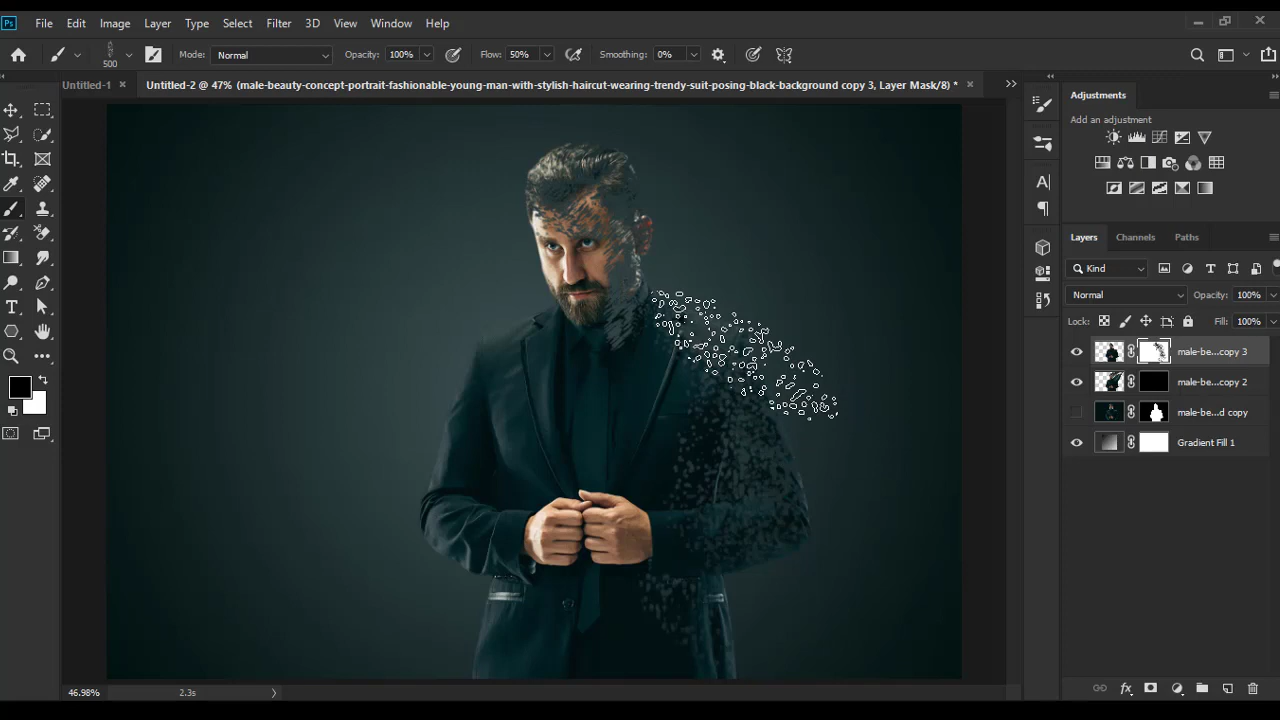 Ps File Edit Image Layer Type Select Filter 3D View Window Help
500 Mode: Normal Opacity: 100% Flow: 50% Smoothing: 0%
Untitled-1 × Untitled-2 @ 47% (male-beauty-concept-portrait-fashionable-young-man-with-stylish-haircut-wearing-trendy-suit-posing-black-background copy 3, Layer Mask/8) * ×
Adjustments
Add an adjustment
Layers Channels Paths
Kind
Normal Opacity: 100%
Lock: Fill: 100%
male-be...copy 3
male-be...copy 2
male-be...d copy
Gradient Fill 1
fx
46.98% 2.3s